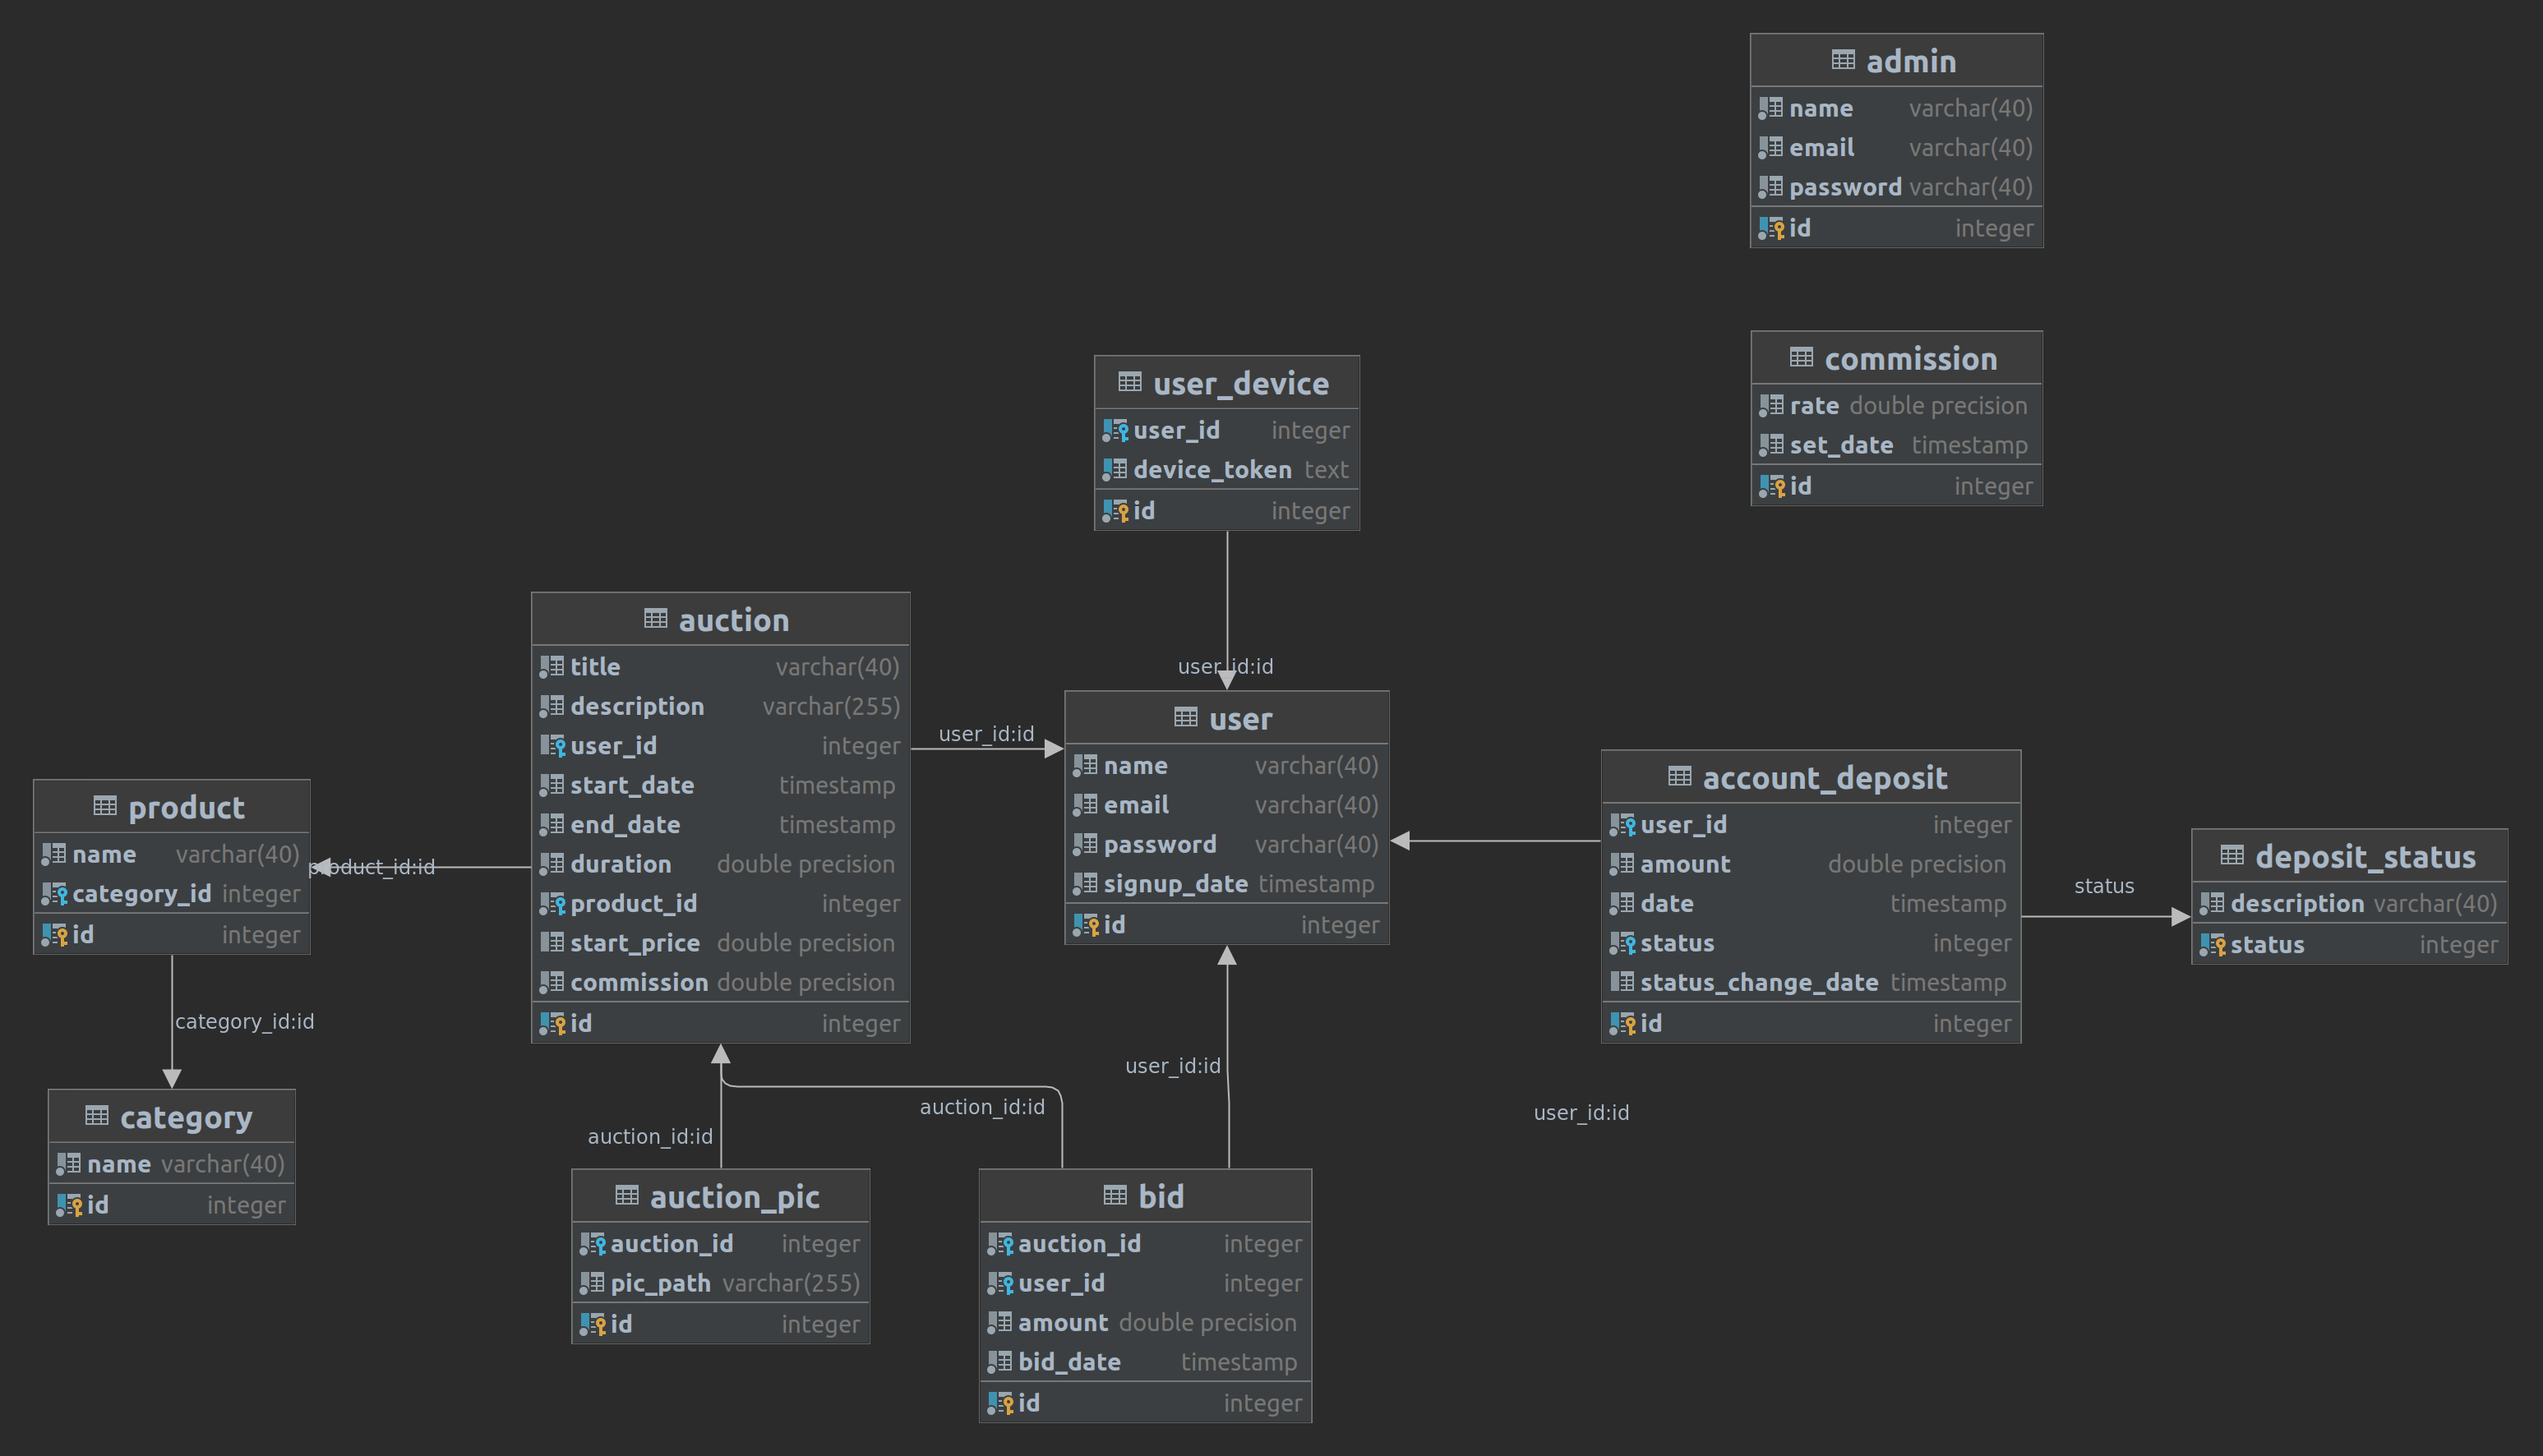 admin
name varchar(40)
email varchar(40)
password varchar(40)
id integer
commission
rate double precision
set_date timestamp
id integer
user_device
user_id integer
device_token text
id integer
user_id:id
auction
title varchar(40)
description varchar(255)
user_id integer
start_date timestamp
end_date timestamp
duration double precision
product_id integer
start_price double precision
commission double precision
id integer
user_id:id
user
name varchar(40)
email varchar(40)
password varchar(40)
signup_date timestamp
id integer
account_deposit
user_id integer
amount double precision
date timestamp
status integer
status_change_date timestamp
id integer
status
deposit_status
description varchar(40)
status integer
product
name varchar(40)
category_id integer
id integer
product_id:id
category_id:id
category
name varchar(40)
id integer
auction_id:id
auction_id:id
user_id:id
user_id:id
auction_pic
auction_id integer
pic_path varchar(255)
id integer
bid
auction_id integer
user_id integer
amount double precision
bid_date timestamp
id integer